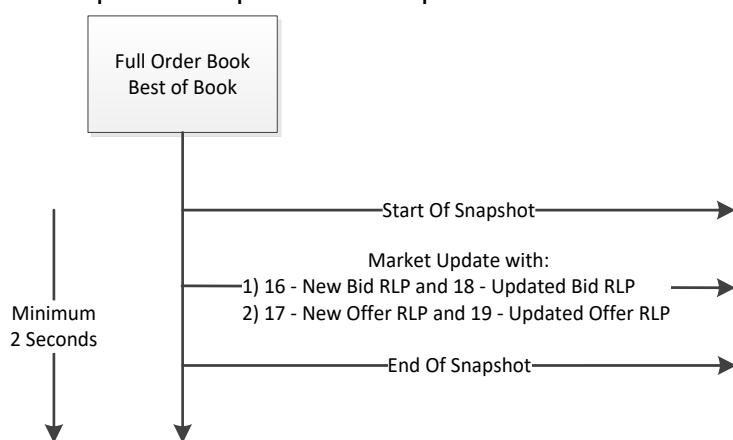 Full Order Book
Best of Book
Start Of Snapshot
Market Update with:
1) 16 - New Bid RLP and 18 - Updated Bid RLP
2) 17 - New Offer RLP and 19 - Updated Offer RLP
Minimum
2 Seconds
End Of Snapshot